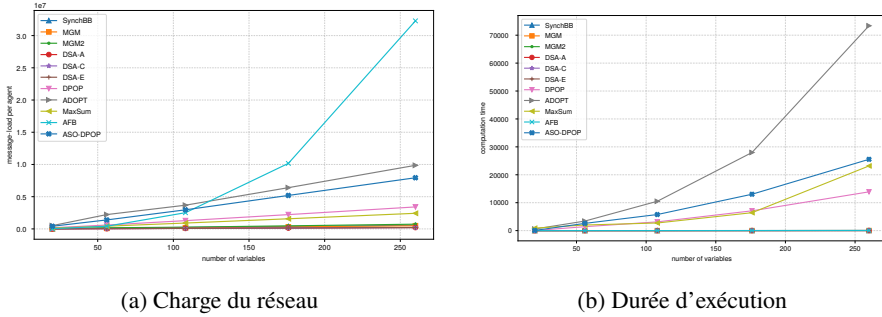 1e7
3.0
2.5
2.0
1.5
1.0
0.5
0.0
message-load per agent
50
100
150
200
250
number of variables
SynchBB
MGM
MGM2
DSA-A
DSA-C
DSA-E
DPOP
ADOPT
MaxSum
AFB
ASO-DPOP
(a) Charge du réseau
70000
60000
50000
40000
30000
20000
10000
0
computation time
50
100
150
200
250
number of variables
SynchBB
MGM
MGM2
DSA-A
DSA-C
DSA-E
DPOP
ADOPT
MaxSum
AFB
ASO-DPOP
(b) Durée d'exécution